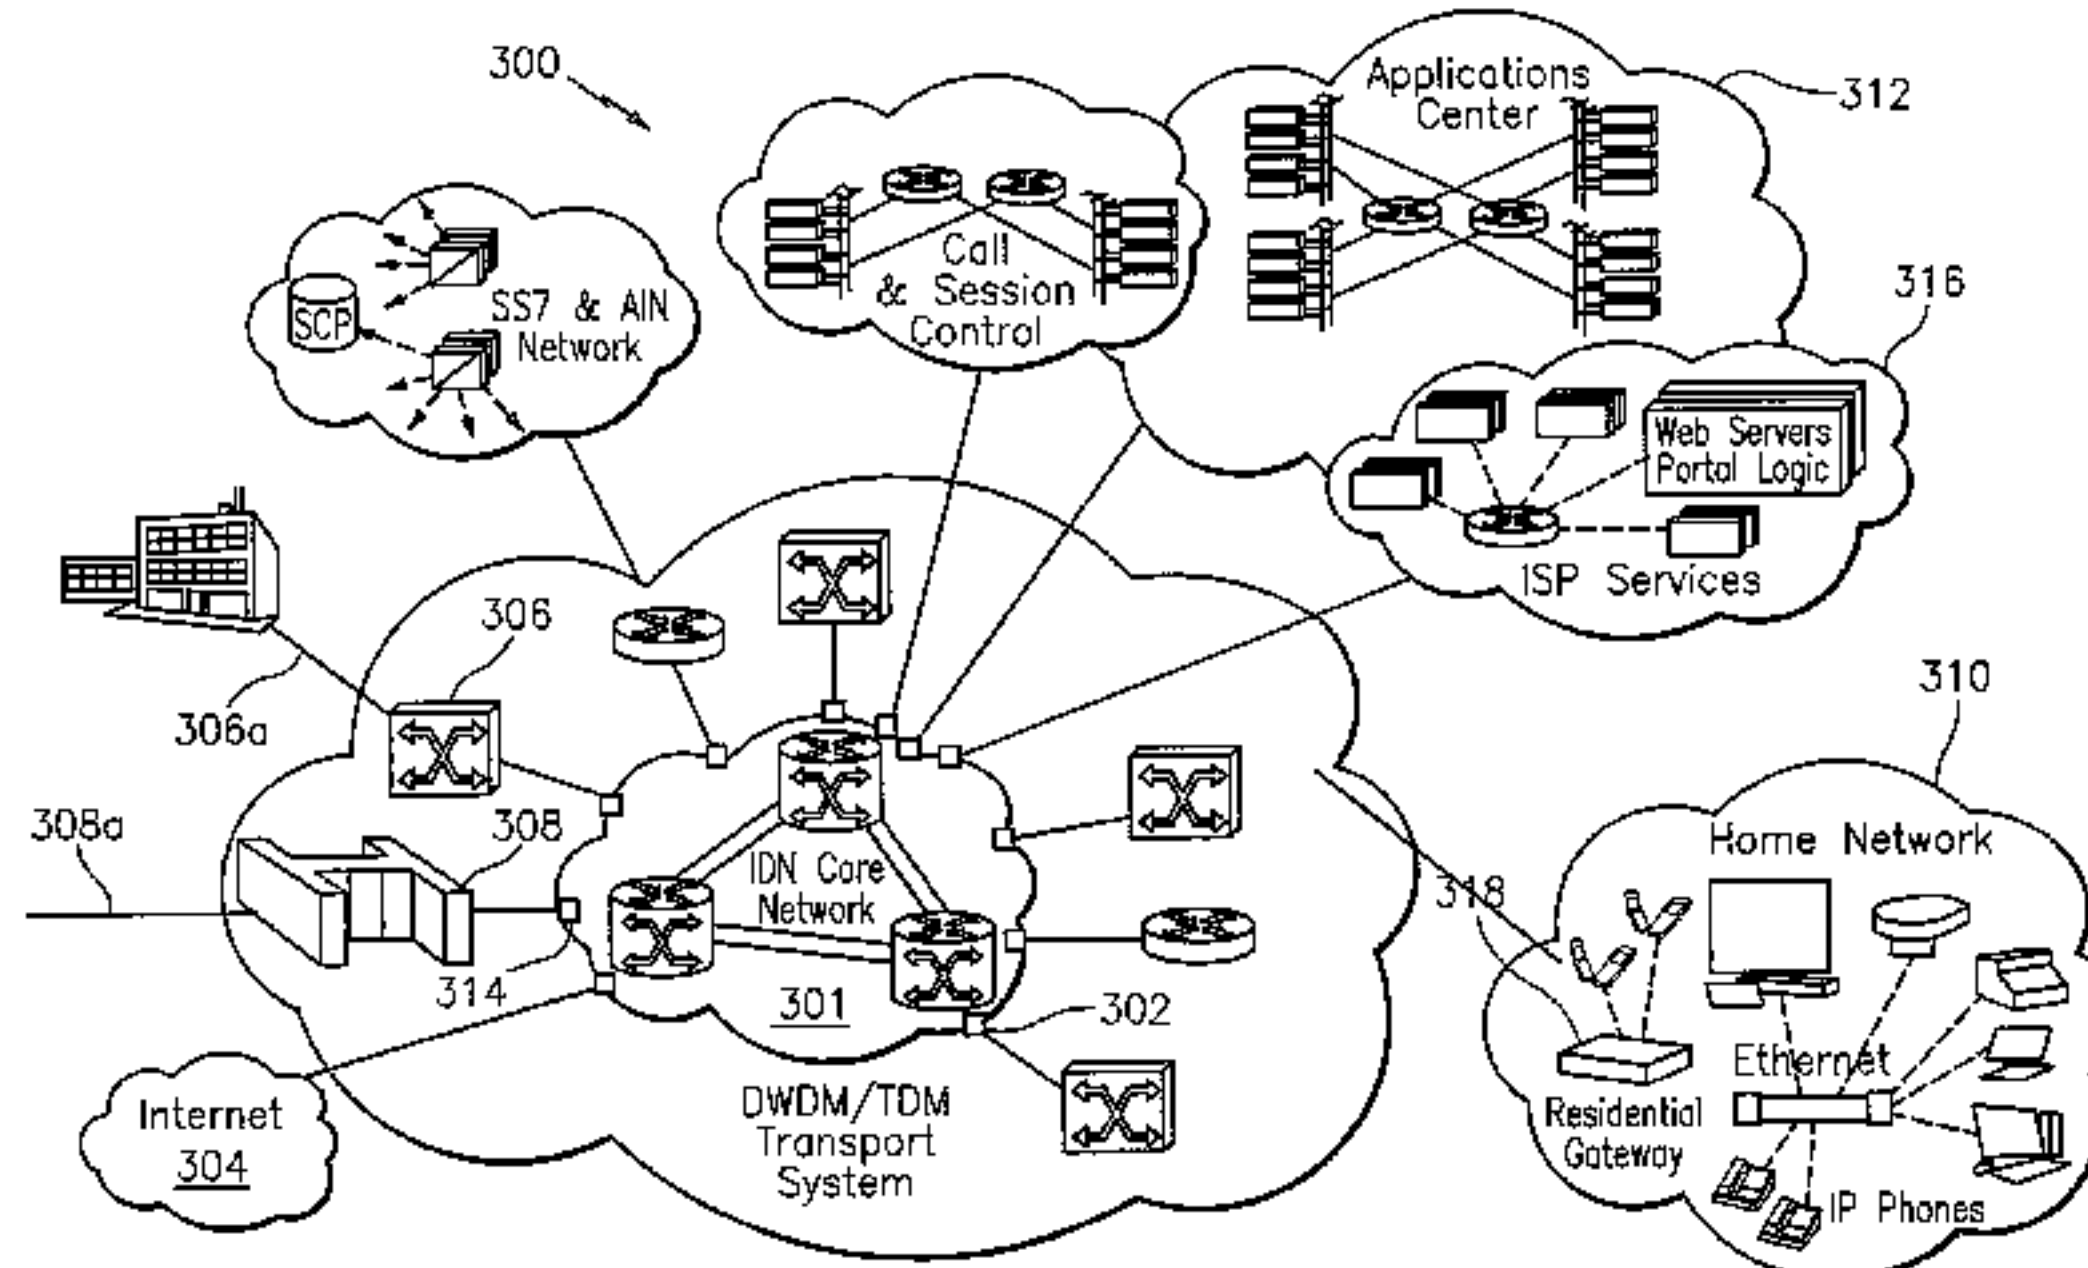 300
Applications
Center
312
Call
& Session
Control
SCP
SS7 & AIN
Network
316
Web Servers
Portal Logic
ISP Services
306
306a
310
308a
308
IDN Core
Network
Home Network
318
314
301
302
Ethernet
Internet
304
DWDM/TDM
Transport
System
Residential
Gateway
IP Phones